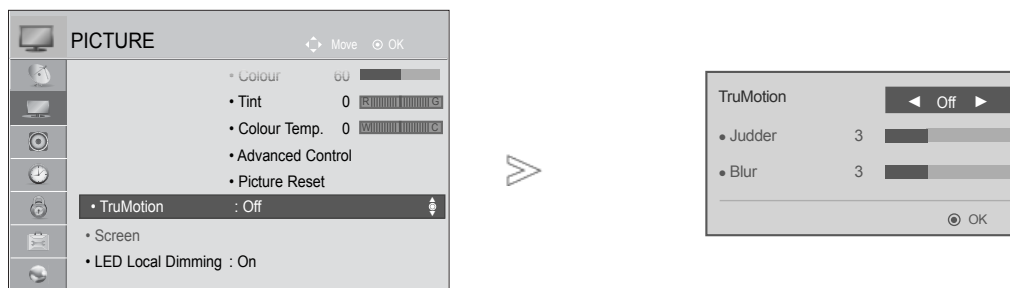 PICTURE Move OK
• Colour 60
• Tint 0 R G
• Colour Temp. 0 W C
• Advanced Control
• Picture Reset
• TruMotion : Off
• Screen
• LED Local Dimming : On
TruMotion ◄ Off ►
• Judder 3
• Blur 3
OK